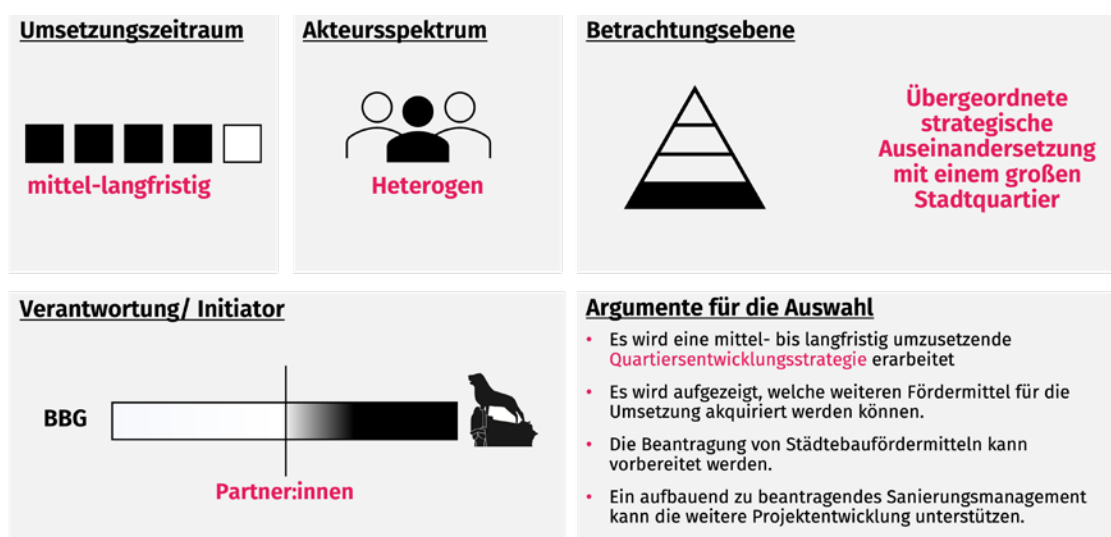 Umsetzungszeitraum
mittel-langfristig
Akteursspektrum
Heterogen
Betrachtungsebene
Übergeordnete
strategische
Auseinandersetzung
mit einem großen
Stadtquartier
Verantwortung/ Initiator
BBG
Partner:innen
Argumente für die Auswahl
• Es wird eine mittel- bis langfristig umzusetzende
Quartiersentwicklungsstrategie erarbeitet
• Es wird aufgezeigt, welche weiteren Fördermittel für die
Umsetzung akquiriert werden können.
• Die Beantragung von Städtebaufördermitteln kann
vorbereitet werden.
• Ein aufbauend zu beantragendes Sanierungsmanagement
kann die weitere Projektentwicklung unterstützen.